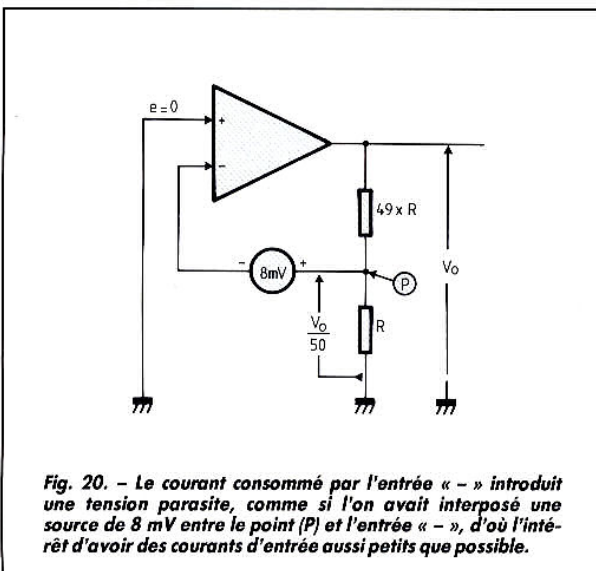 e=0
+
−
49 x R
− 8mV +
P
Vo
Vo
50
R
Fig. 20. – Le courant consommé par l'entrée « – » introduit
une tension parasite, comme si l'on avait interposé une
source de 8 mV entre le point (P) et l'entrée « – », d'où l'inté-
rêt d'avoir des courants d'entrée aussi petits que possible.